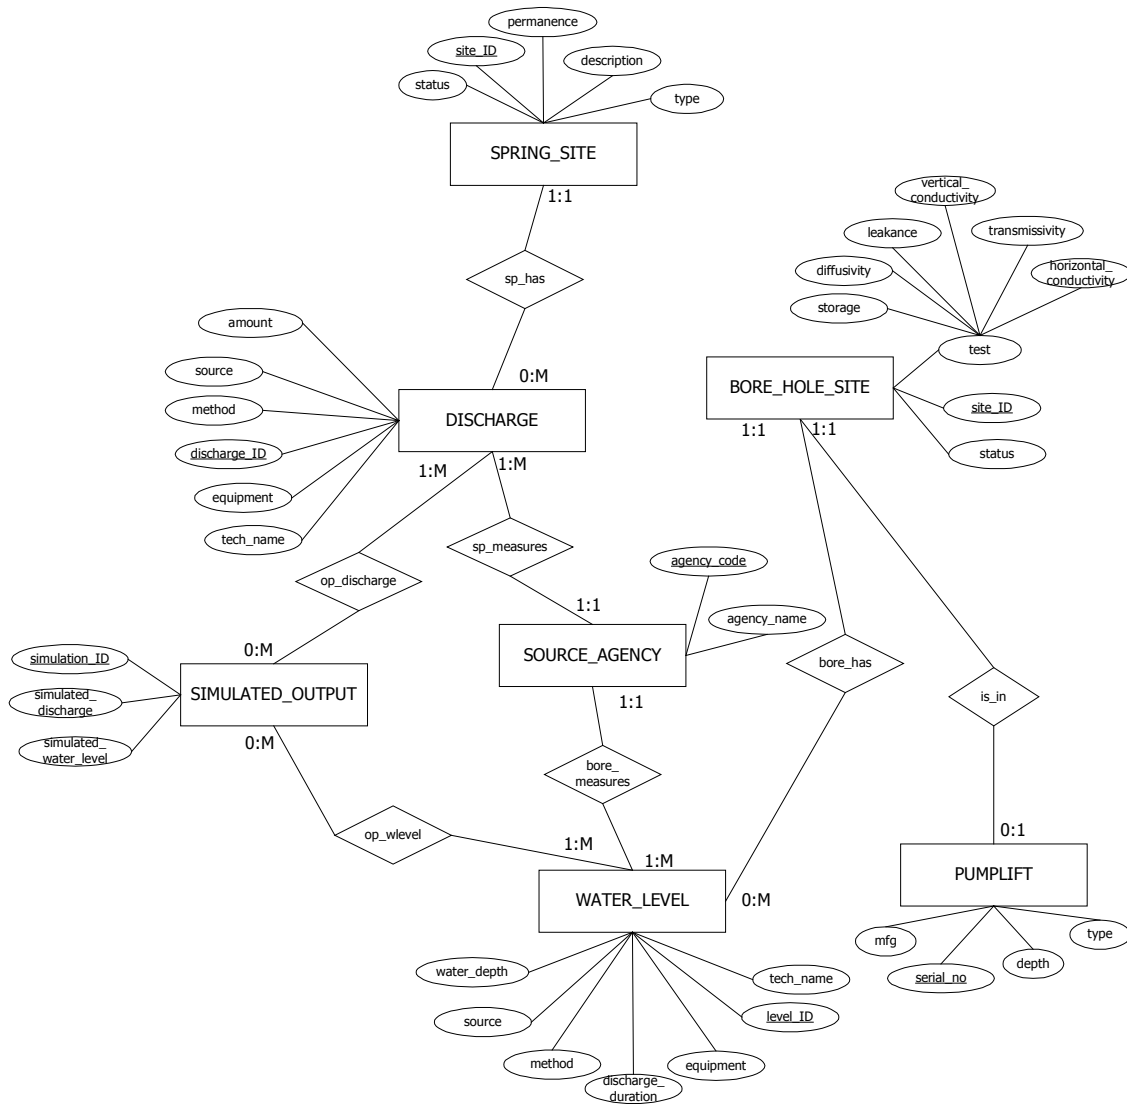 permanence
site_ID
description
status
type
SPRING_SITE
1:1
vertical_
conductivity
leakance
transmissivity
diffusivity
horizontal_
conductivity
sp_has
storage
amount
test
source
0:M
BORE_HOLE_SITE
method
DISCHARGE
site_ID
1:1
1:1
discharge_ID
status
1:M
1:M
equipment
tech_name
sp_measures
agency_code
op_discharge
1:1
agency_name
0:M
simulation_ID
SOURCE_AGENCY
bore_has
simulated_
discharge
SIMULATED_OUTPUT
is_in
1:1
0:M
simulated_
water_level
bore_
measures
op_wlevel
0:1
1:M
1:M
PUMPLIFT
WATER_LEVEL
0:M
mfg
type
depth
serial_no
water_depth
tech_name
source
level_ID
method
equipment
discharge_
duration